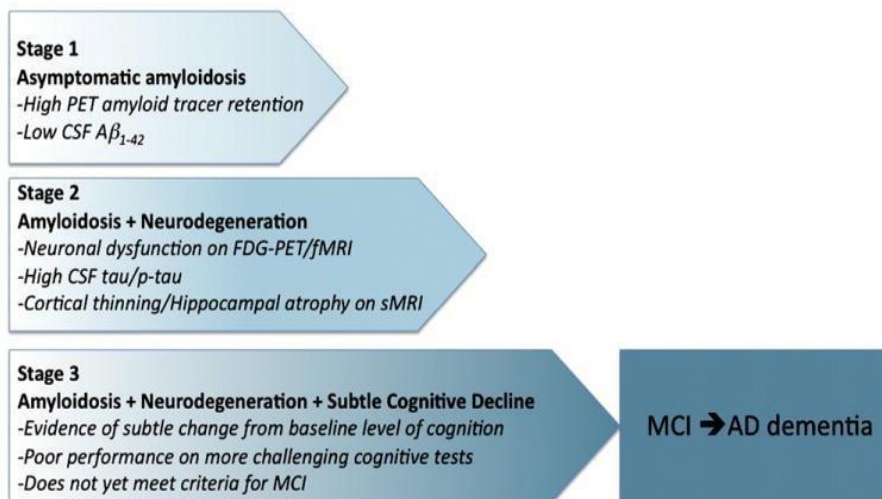 Stage 1
Asymptomatic amyloidosis
-High PET amyloid tracer retention
-Low CSF Aβ1-42
Stage 2
Amyloidosis + Neurodegeneration
-Neuronal dysfunction on FDG-PET/fMRI
-High CSF tau/p-tau
-Cortical thinning/Hippocampal atrophy on sMRI
Stage 3
Amyloidosis + Neurodegeneration + Subtle Cognitive Decline
-Evidence of subtle change from baseline level of cognition
-Poor performance on more challenging cognitive tests
-Does not yet meet criteria for MCI
MCI ➔ AD dementia